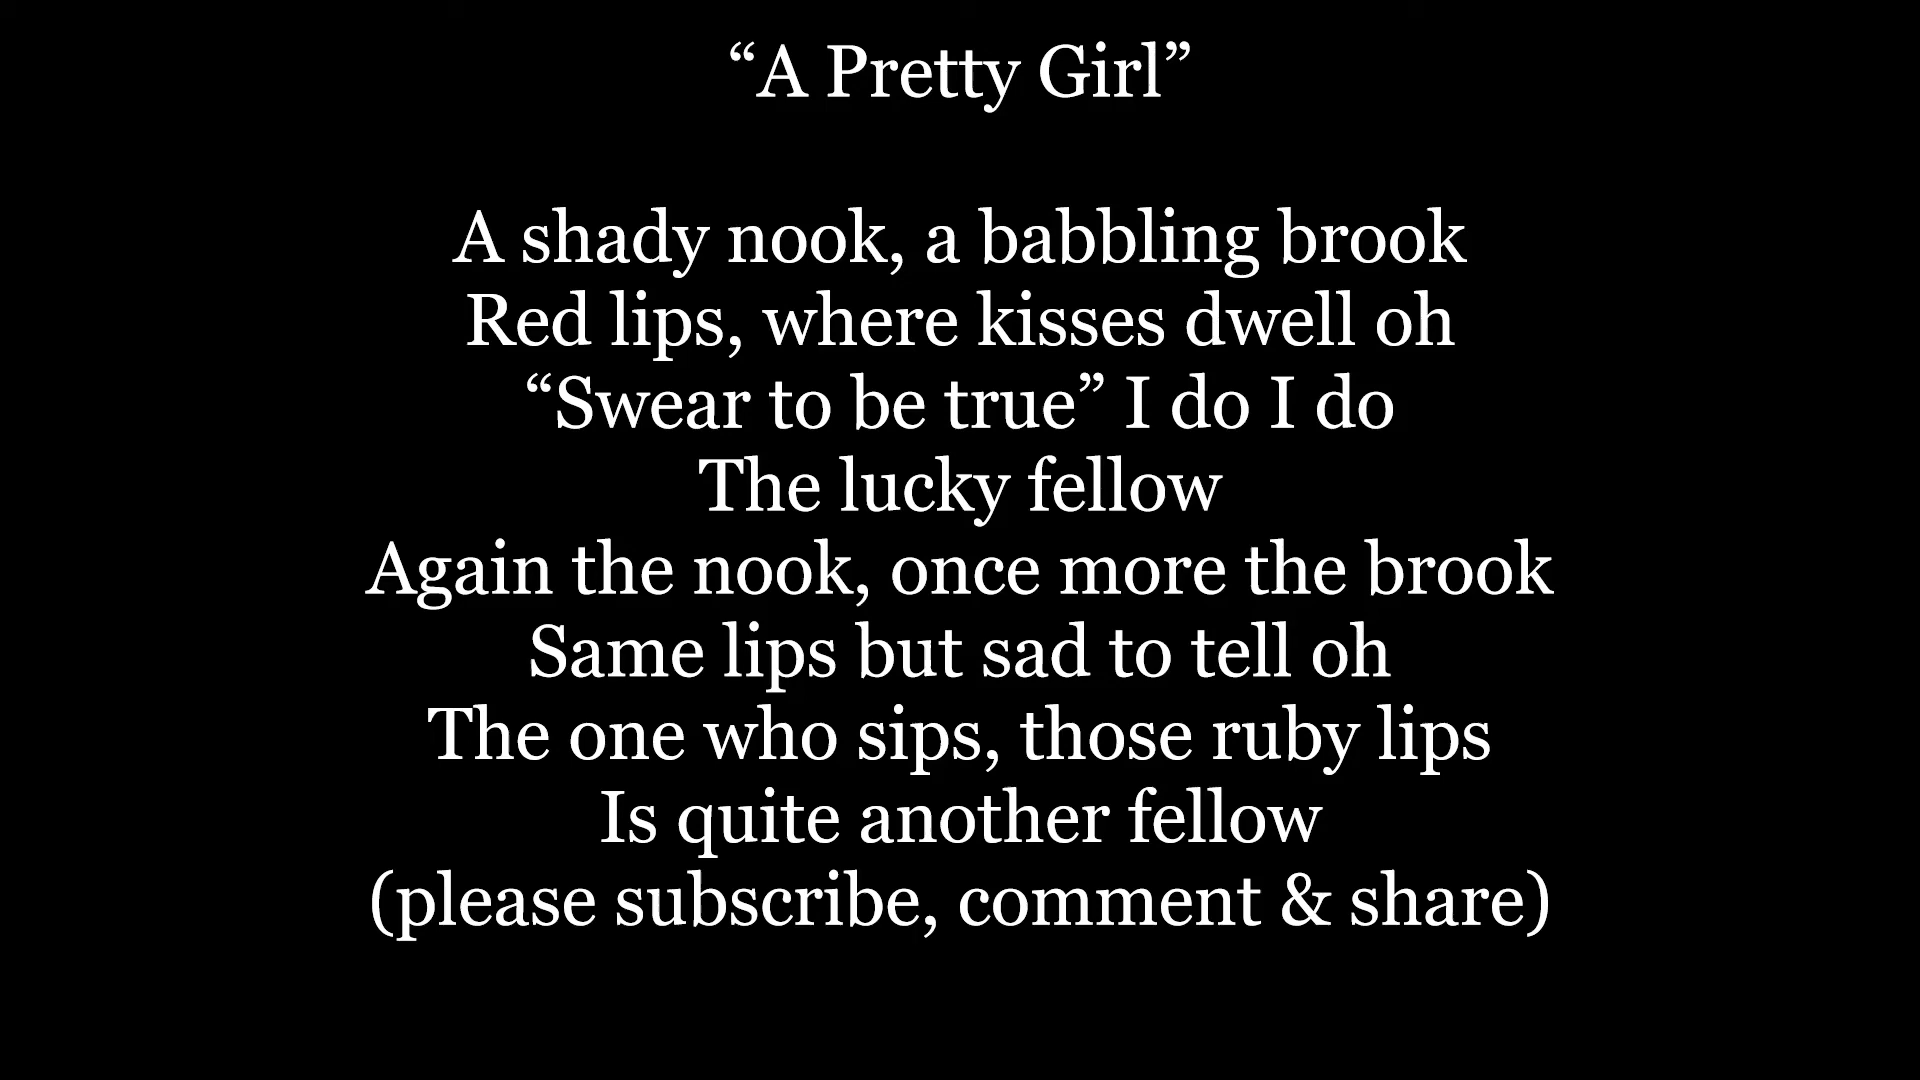 “A Pretty Girl”
A shady nook, a babbling brook
Red lips, where kisses dwell oh
“Swear to be true” I do I do
The lucky fellow
Again the nook, once more the brook
Same lips but sad to tell oh
The one who sips, those ruby lips
Is quite another fellow
(please subscribe, comment & share)